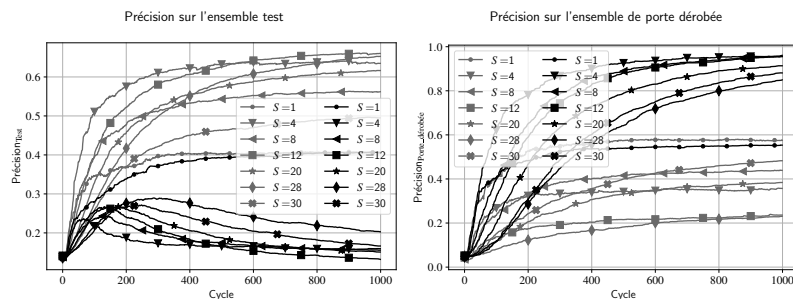 Précision sur l'ensemble test
Précision sur l'ensemble de porte dérobée
Précision_Test
0.6
0.5
0.4
0.3
0.2
S =1
S =4
S =8
S =12
S =20
S =28
S =30
S =1
S =4
S =8
S =12
S =20
S =28
S =30
0
200
400
600
800
1000
Cycle
Précision_Porte dérobée
1.0
0.8
0.6
0.4
0.2
0.0
S =1
S =4
S =8
S =12
S =20
S =28
S =30
S =1
S =4
S =8
S =12
S =20
S =28
S =30
0
200
400
600
800
1000
Cycle